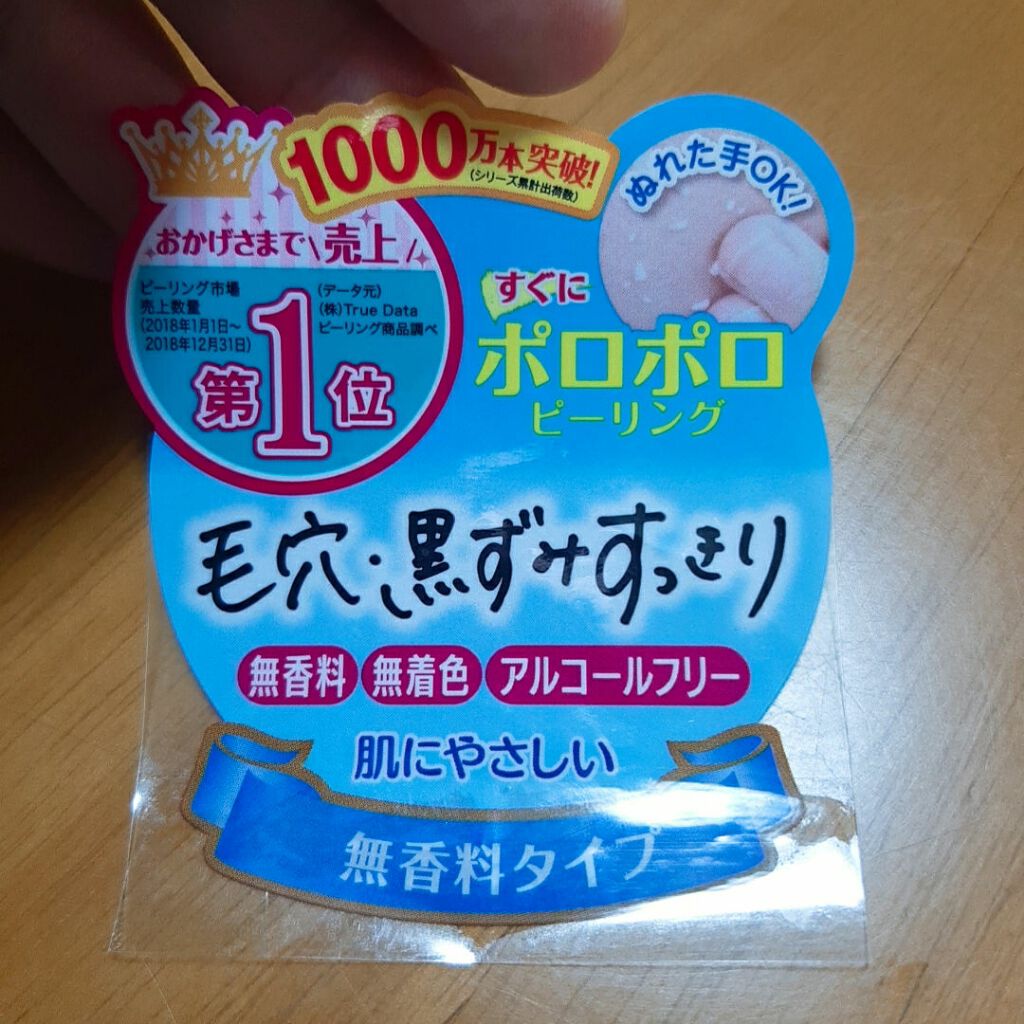 1000万本突破!
(シリーズ累計出荷数)
ぬれた手OK!
おかげさまで\売上/
ピーリング市場
売上数量
(2018年1月1日~
2018年12月31日)
(データ元)
(株)True Data
ピーリング商品調べ
第1位
すぐに
ポロポロ
ピーリング
毛穴・黒ずみすっきり
無香料 無着色 アルコールフリー
肌にやさしい
無香料タイプ